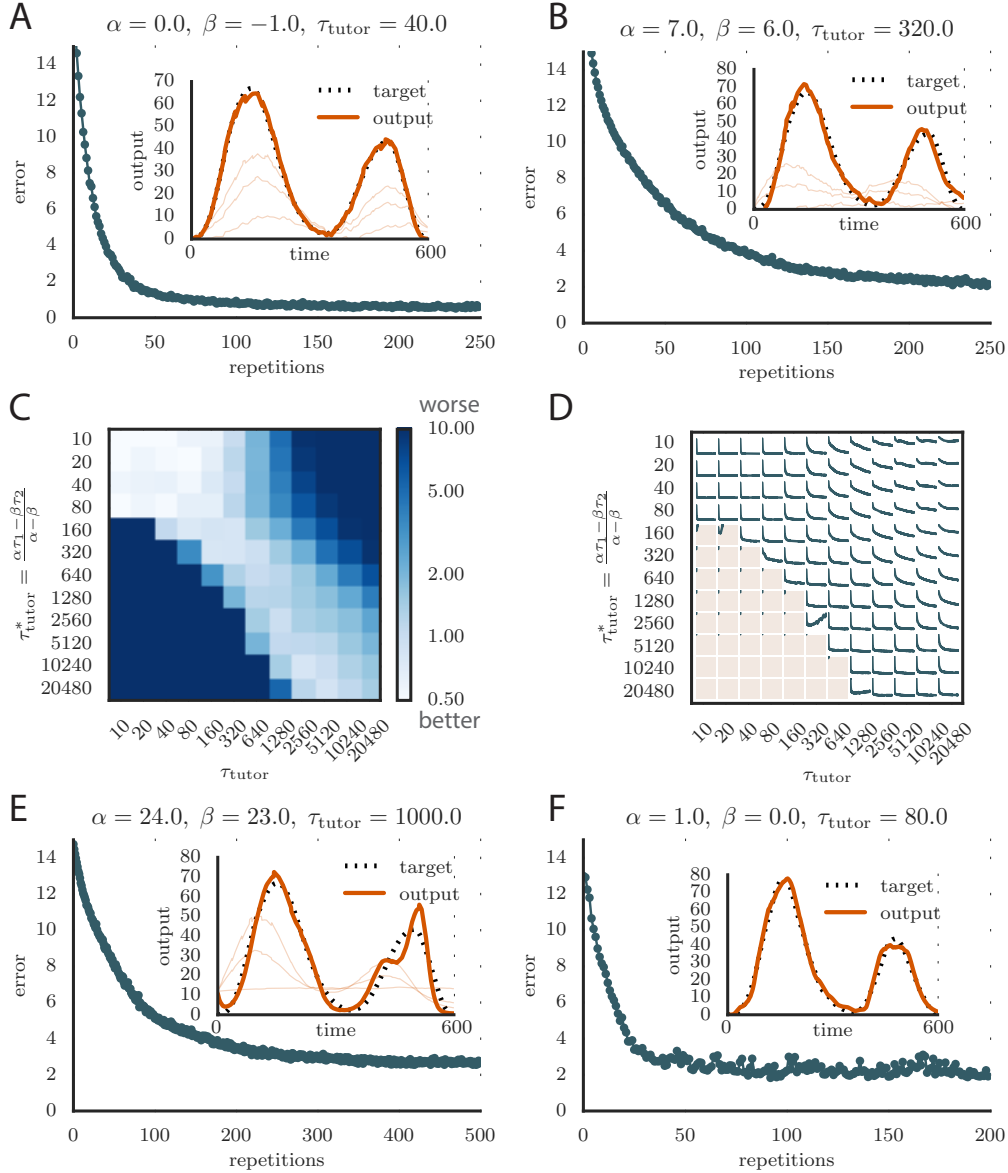 A
α = 0.0, β = −1.0, τtutor = 40.0
error
14
12
10
8
6
4
2
0
0 50 100 150 200 250
repetitions
output
70
60
50
40
30
20
10
0
0 time 600
target
output
B
α = 7.0, β = 6.0, τtutor = 320.0
error
14
12
10
8
6
4
2
0
0 50 100 150 200 250
repetitions
output
80
70
60
50
40
30
20
10
0
0 time 600
target
output
C
τ*tutor = ατ1−βτ2 / α−β
10
20
40
80
160
320
640
1280
2560
5120
10240
20480
10 20 40 80 160 320 640 1280 2560 5120 10240 20480
τtutor
worse
10.00
5.00
2.00
1.00
0.50
better
D
τ*tutor = ατ1−βτ2 / α−β
10
20
40
80
160
320
640
1280
2560
5120
10240
20480
10 20 40 80 160 320 640 1280 2560 5120 10240 20480
τtutor
E
α = 24.0, β = 23.0, τtutor = 1000.0
error
14
12
10
8
6
4
2
0
0 100 200 300 400 500
repetitions
output
80
70
60
50
40
30
20
10
0
0 time 600
target
output
F
α = 1.0, β = 0.0, τtutor = 80.0
error
14
12
10
8
6
4
2
0
0 50 100 150 200
repetitions
output
80
70
60
50
40
30
20
10
0
0 time 600
target
output